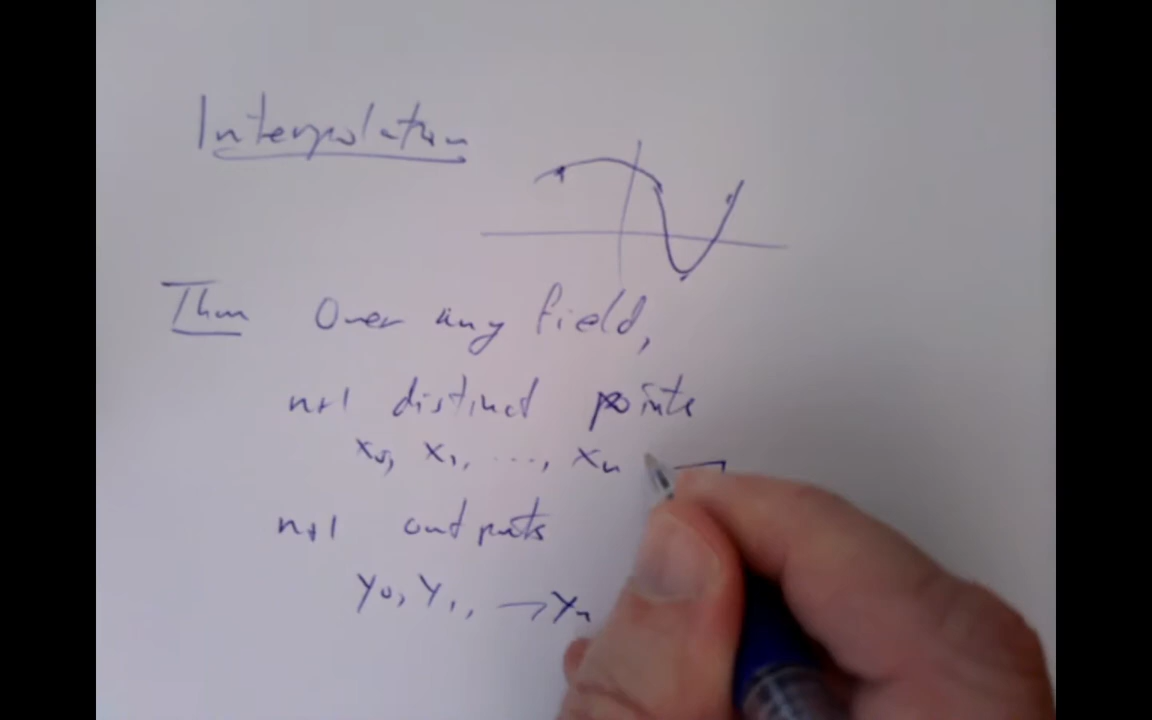 Interpolation
Thm Over any field,
n+1 distinct points
x0, x1, ..., xn
n+1 outputs
y0, y1, → yn